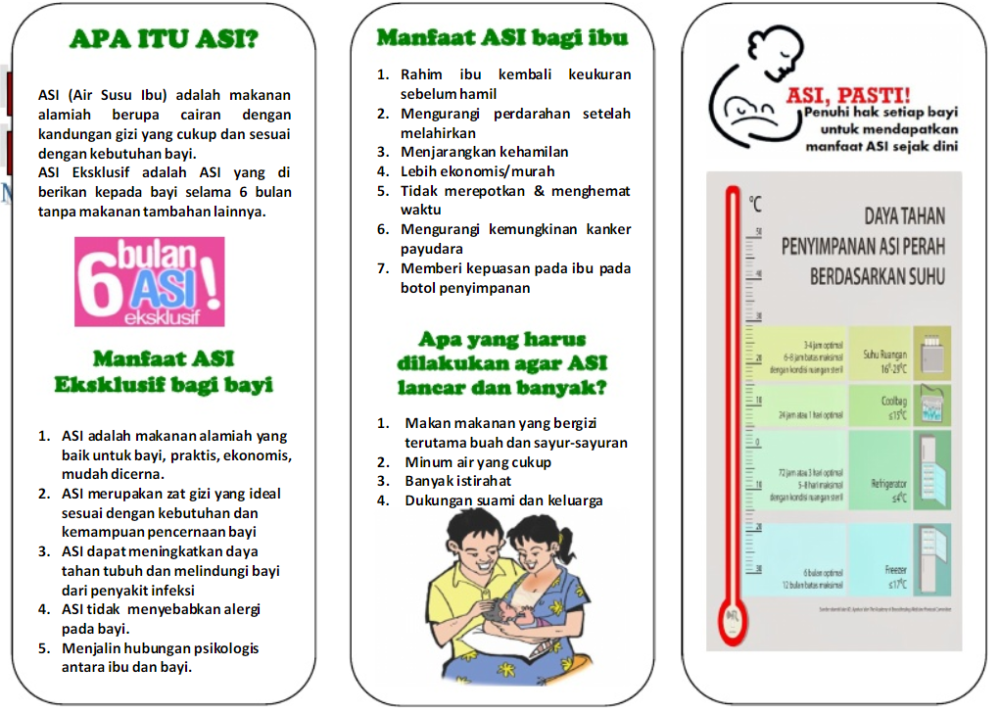 APA ITU ASI?
ASI (Air Susu Ibu) adalah makanan
alamiah berupa cairan dengan
kandungan gizi yang cukup dan sesuai
dengan kebutuhan bayi.
ASI Eksklusif adalah ASI yang di
berikan kepada bayi selama 6 bulan
tanpa makanan tambahan lainnya.
6 bulan
ASI!
eksklusif
Manfaat ASI
Eksklusif bagi bayi
1. ASI adalah makanan alamiah yang
baik untuk bayi, praktis, ekonomis,
mudah dicerna.
2. ASI merupakan zat gizi yang ideal
sesuai dengan kebutuhan dan
kemampuan pencernaan bayi
3. ASI dapat meningkatkan daya
tahan tubuh dan melindungi bayi
dari penyakit infeksi
4. ASI tidak menyebabkan alergi
pada bayi.
5. Menjalin hubungan psikologis
antara ibu dan bayi.
Manfaat ASI bagi ibu
1. Rahim ibu kembali keukuran
sebelum hamil
2. Mengurangi perdarahan setelah
melahirkan
3. Menjarangkan kehamilan
4. Lebih ekonomis/murah
5. Tidak merepotkan & menghemat
waktu
6. Mengurangi kemungkinan kanker
payudara
7. Memberi kepuasan pada ibu pada
botol penyimpanan
Apa yang harus
dilakukan agar ASI
lancar dan banyak?
1. Makan makanan yang bergizi
terutama buah dan sayur-sayuran
2. Minum air yang cukup
3. Banyak istirahat
4. Dukungan suami dan keluarga
ASI, PASTI!
Penuhi hak setiap bayi
untuk mendapatkan
manfaat ASI sejak dini
°C
DAYA TAHAN
PENYIMPANAN ASI PERAH
BERDASARKAN SUHU
50
40
30
20
10
0
10
20
30
3-4 jam optimal
6-8 jam batas maksimal
dengan kondisi ruangan steril
Suhu Ruangan
16°-29°C
24 jam atau 1 hari optimal
Coolbag
≤15°C
72 jam atau 3 hari optimal
5-8 hari maksimal
dengan kondisi ruangan steril
Refrigerator
≤4°C
6 bulan optimal
12 bulan batas maksimal
Freezer
≤17°C